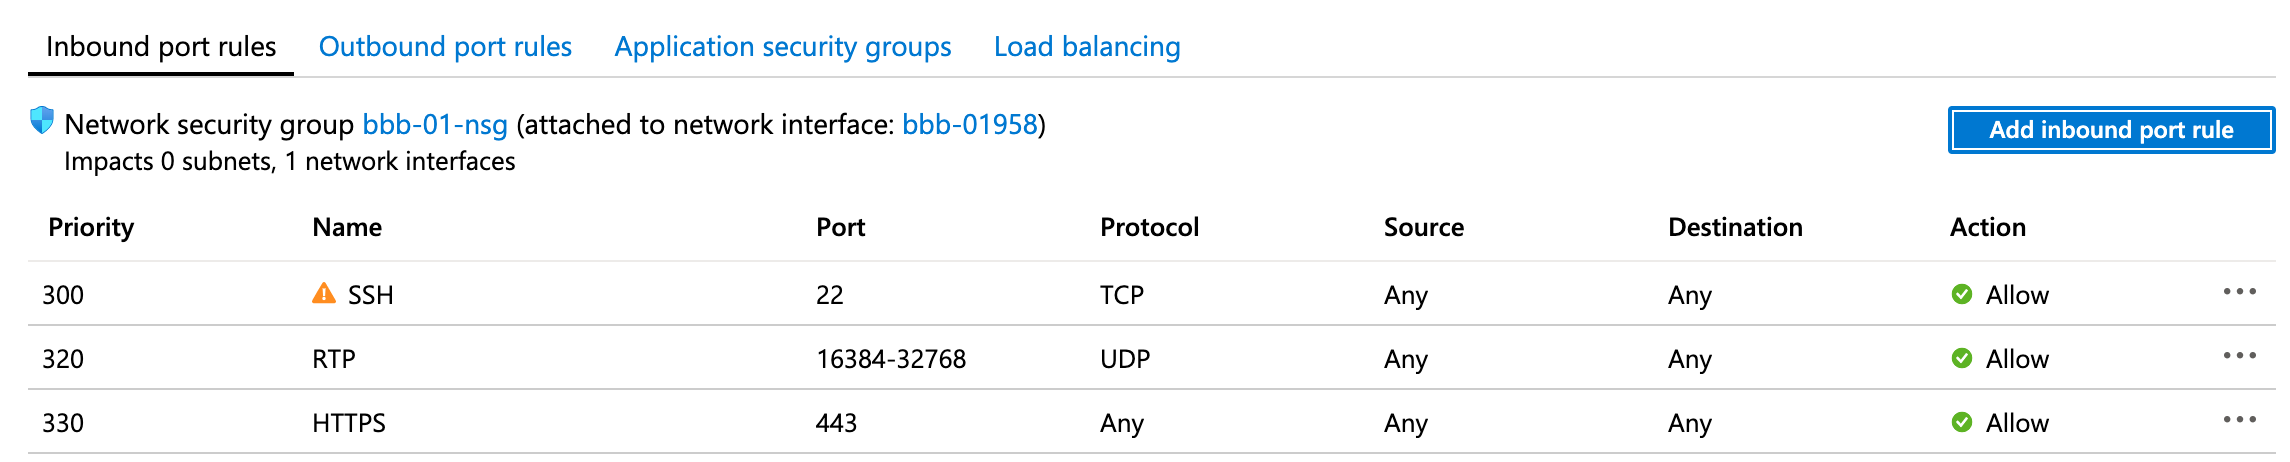 Inbound port rules Outbound port rules Application security groups Load balancing
Network security group bbb-01-nsg (attached to network interface: bbb-01958)
Add inbound port rule
Impacts 0 subnets, 1 network interfaces
Priority Name Port Protocol Source Destination Action
300 SSH 22 TCP Any Any Allow
320 RTP 16384-32768 UDP Any Any Allow
330 HTTPS 443 Any Any Any Allow